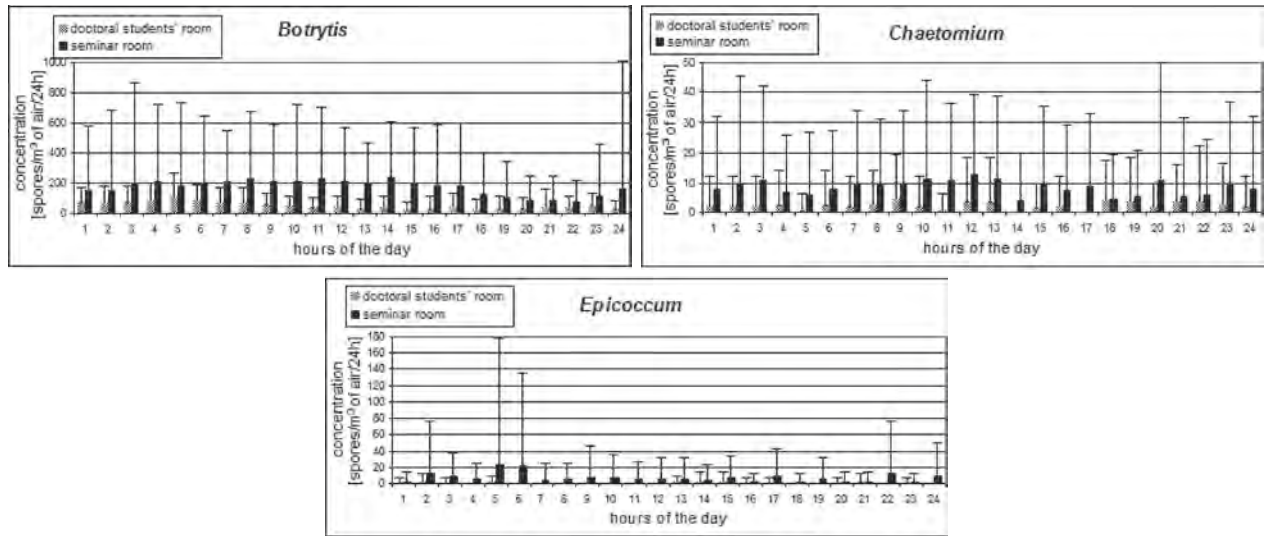 doctoral students' room
seminar room
Botrytis
concentration
[spores/m³ of air/24h]
1000
800
600
400
200
0
1 2 3 4 5 6 7 8 9 10 11 12 13 14 15 16 17 18 19 20 21 22 23 24
hours of the day
doctoral students' room
seminar room
Chaetomium
concentration
[spores/m³ of air/24h]
50
40
30
20
10
0
1 2 3 4 5 6 7 8 9 10 11 12 13 14 15 16 17 18 19 20 21 22 23 24
hours of the day
doctoral students' room
seminar room
Epicoccum
concentration
[spores/m³ of air/24h]
180
160
140
120
100
80
60
40
20
0
1 2 3 4 5 6 7 8 9 10 11 12 13 14 15 16 17 18 19 20 21 22 23 24
hours of the day